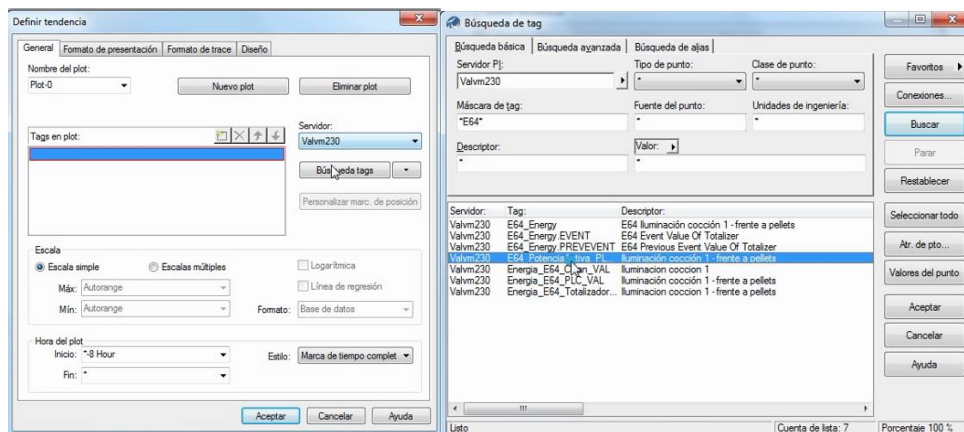 Definir tendencia
General Formato de presentación Formato de trace Diseño
Nombre del plot:
Plot-0 Nuevo plot Eliminar plot
Servidor:
Tags en plot: Valvm230
Búsqueda tags
Personalizar marc. de posición
Escala
Escala simple Escalas múltiples Logarítmica
Máx: Autorange Línea de regresión
Mín: Autorange Formato: Base de datos
Hora del plot
Inicio: *-8 Hour Estilo: Marca de tiempo complet
Fin: *
Aceptar Cancelar Ayuda
Búsqueda de tag
Búsqueda básica Búsqueda avanzada Búsqueda de alias
Servidor PI: Tipo de punto: Clase de punto:
Valvm230 * *
Máscara de tag: Fuente del punto: Unidades de ingeniería:
*E64* * *
Descriptor: Valor:
* *
Favoritos
Conexiones...
Buscar
Parar
Restablecer
Seleccionar todo
Atr. de pto...
Valores del punto
Aceptar
Cancelar
Ayuda
Servidor: Tag: Descriptor:
Valvm230 E64_Energy E64 Iluminación cocción 1 - frente a pellets
Valvm230 E64_Energy.EVENT E64 Event Value Of Totalizer
Valvm230 E64_Energy.PREVEVENT E64 Previous Event Value Of Totalizer
Valvm230 Iluminación cocción 1 - frente a pellets
Valvm230 Iluminacion coccion 1
Valvm230 Energia_E64_PLC_VAL Iluminacion coccion 1 - frente a pellets
Valvm230 Energia_E64_Totalizador... Iluminacion coccion 1 - frente a pellets
Listo Cuenta de lista: 7 Porcentaje 100 %